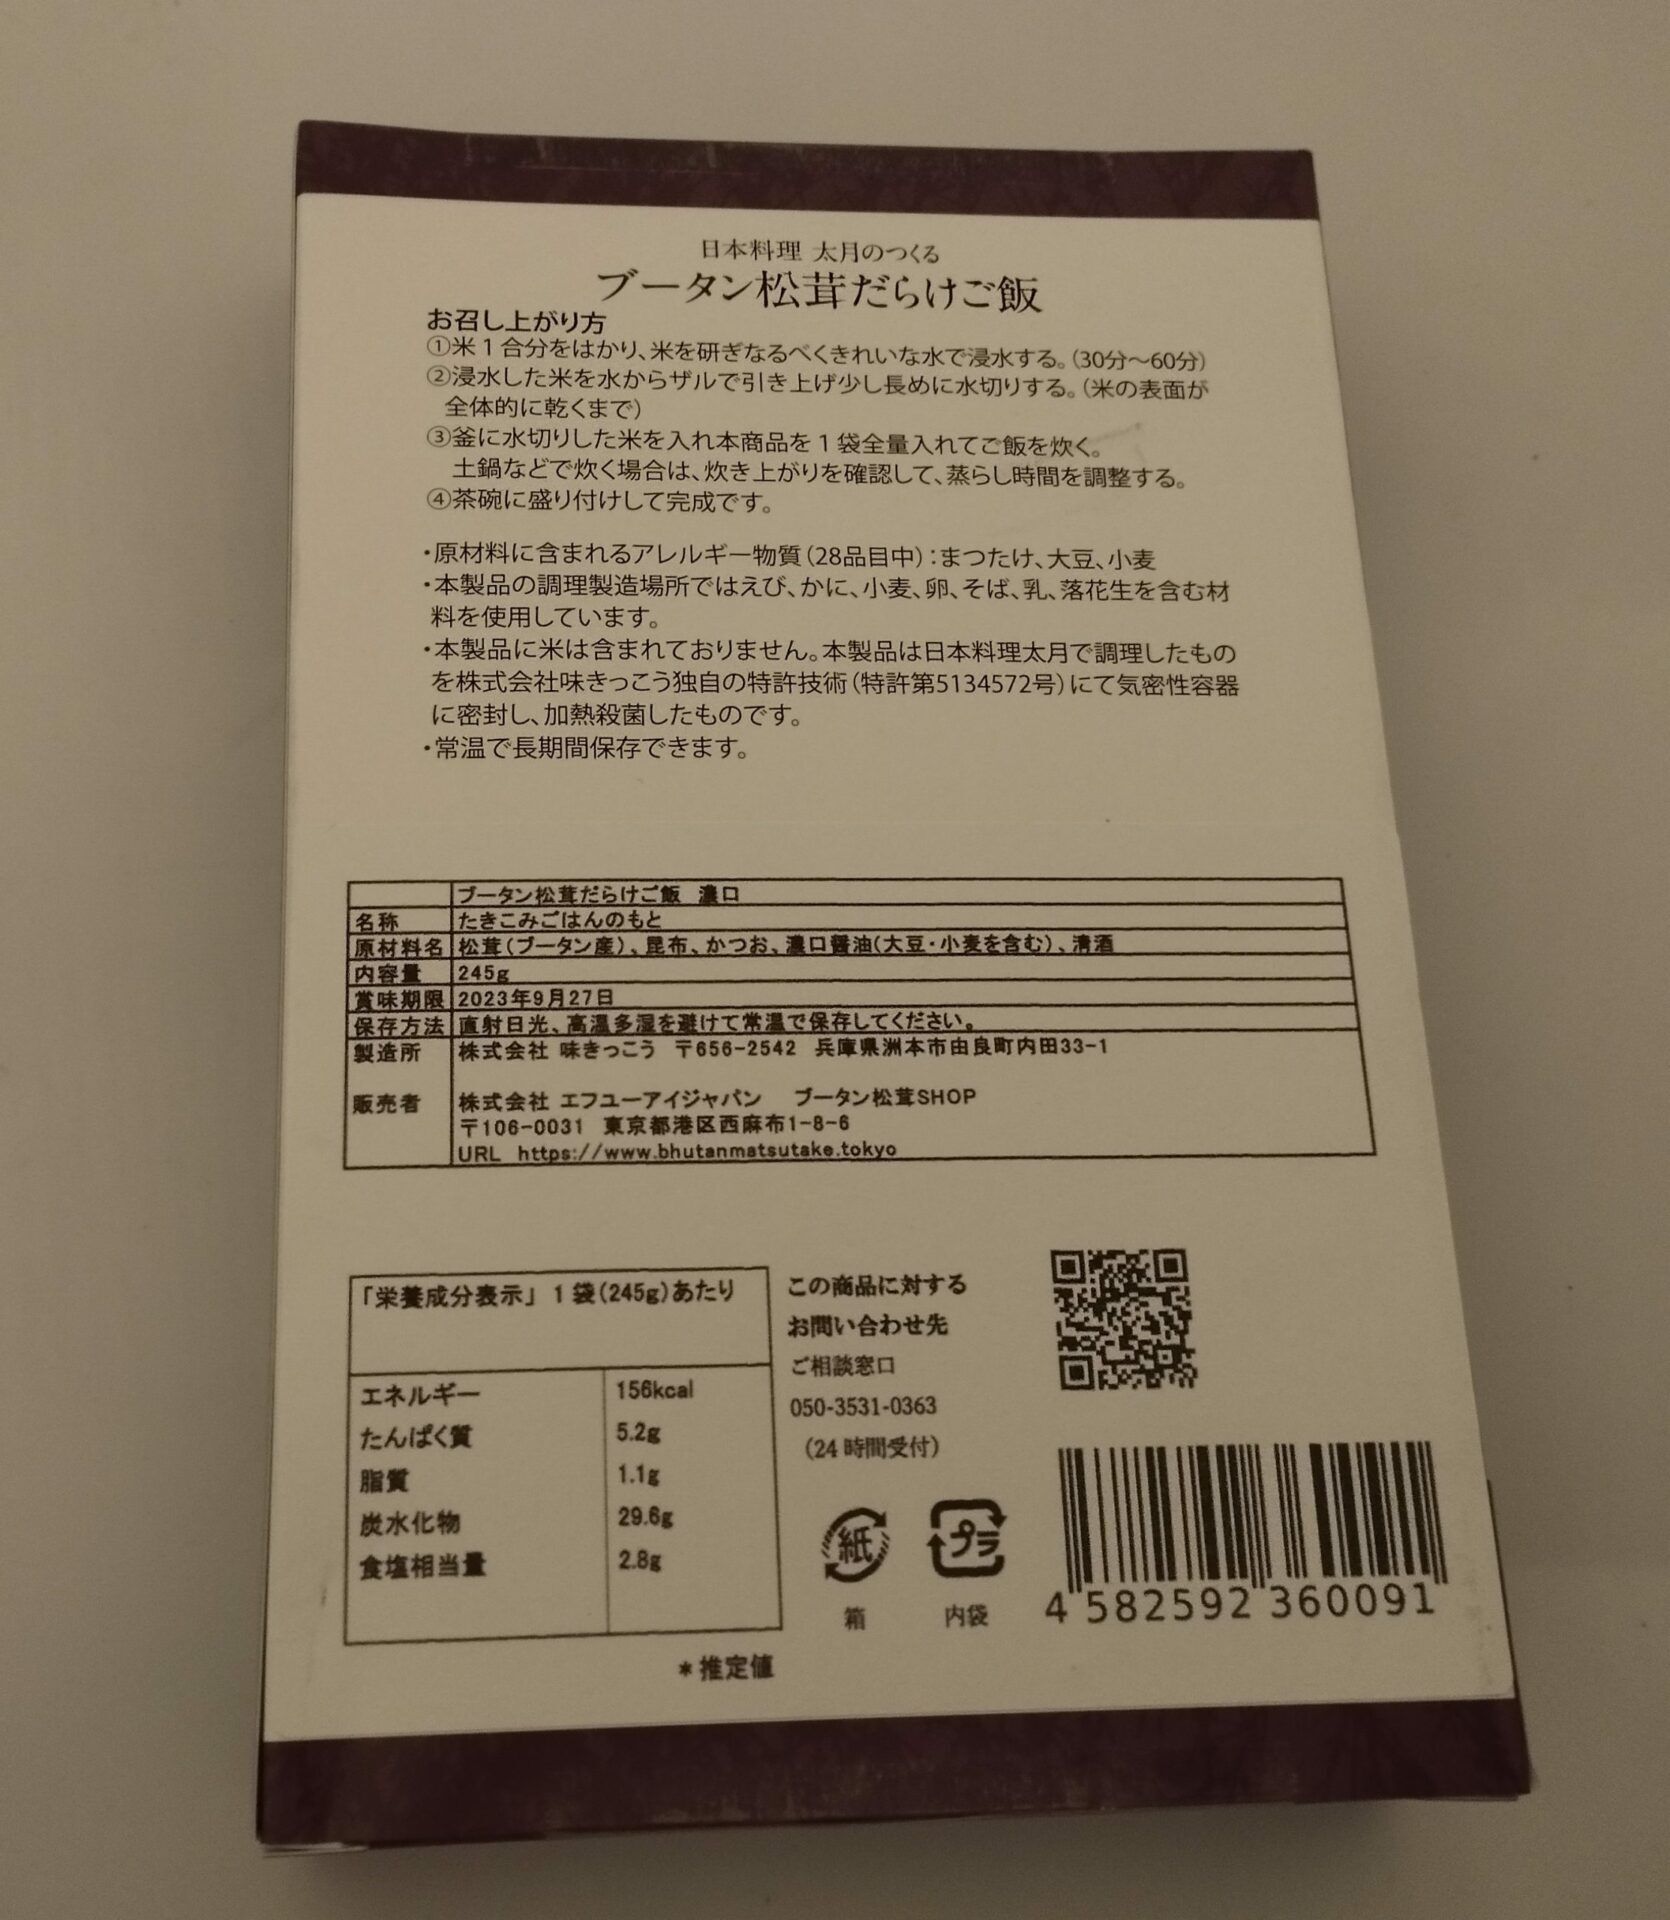 日本料理 太月のつくる
ブータン松茸だらけご飯
お召し上がり方
①米1合分をはかり、米を研ぎなるべくきれいな水で浸水する。(30分～60分)
②浸水した米を水からザルで引き上げ少し長めに水切りする。(米の表面が
全体的に乾くまで)
③釜に水切りした米を入れ本商品を1袋全量入れてご飯を炊く。
土鍋などで炊く場合は、炊き上がりを確認して、蒸らし時間を調整する。
④茶碗に盛り付けして完成です。
・原材料に含まれるアレルギー物質(28品目中):まつたけ、大豆、小麦
・本製品の調理製造場所ではえび、かに、小麦、卵、そば、乳、落花生を含む材
料を使用しています。
・本製品に米は含まれておりません。本製品は日本料理太月で調理したもの
を株式会社味きっこう独自の特許技術(特許第5134572号)にて気密性容器
に密封し、加熱殺菌したものです。
・常温で長期間保存できます。
ブータン松茸だらけご飯 濃口
名称 たきこみごはんのもと
原材料名 松茸(ブータン産)、昆布、かつお、濃口醤油(大豆・小麦を含む)、清酒
内容量 245g
賞味期限 2023年9月27日
保存方法 直射日光、高温多湿を避けて常温で保存してください。
製造所 株式会社 味きっこう 〒656-2542 兵庫県洲本市由良町内田33-1
販売者 株式会社 エフユーアイジャパン ブータン松茸SHOP
〒106-0031 東京都港区西麻布1-8-6
URL https://www.bhutanmatsutake.tokyo
「栄養成分表示」1袋(245g)あたり
エネルギー 156kcal
たんぱく質 5.2g
脂質 1.1g
炭水化物 29.6g
食塩相当量 2.8g
*推定値
この商品に対する
お問い合わせ先
ご相談窓口
050-3531-0363
(24時間受付)
紙 プラ
箱 内袋
4 582592 360091